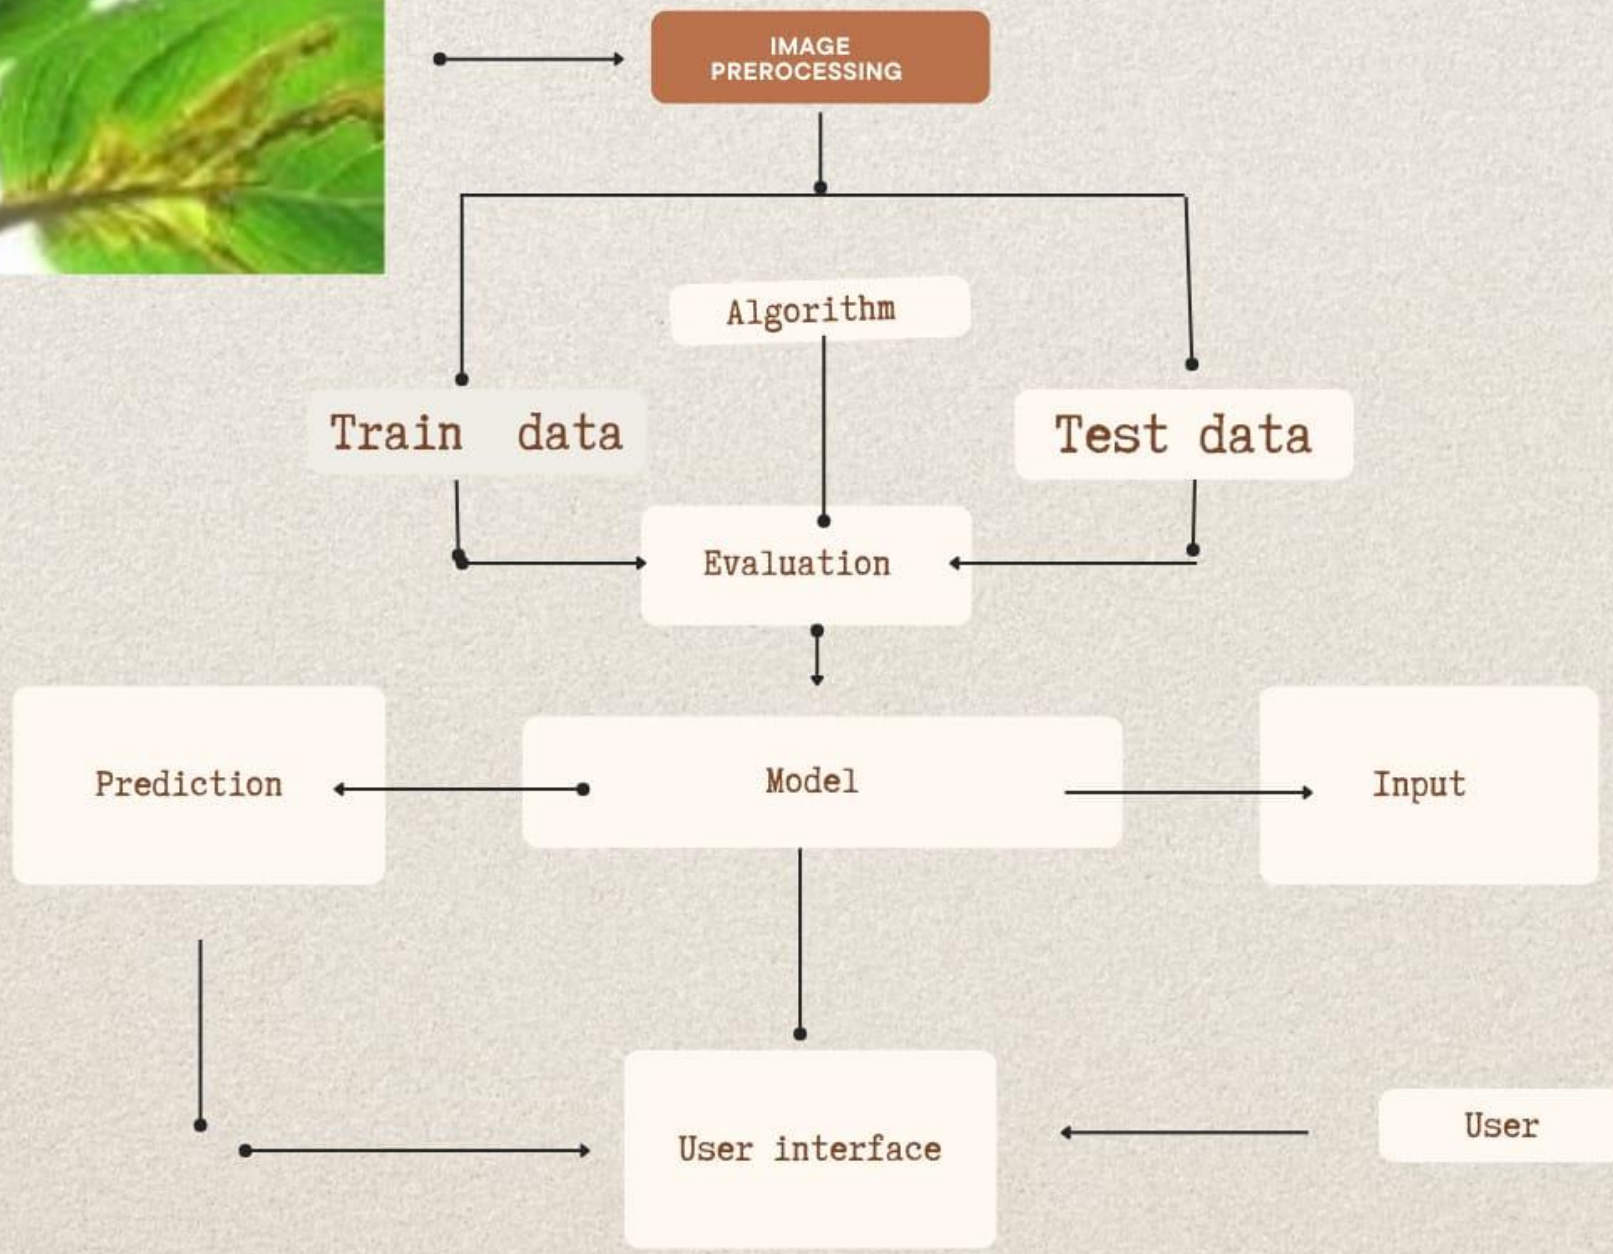 IMAGE
PREROCESSING
Algorithm
Train data
Test data
Evaluation
Prediction
Model
Input
User interface
User